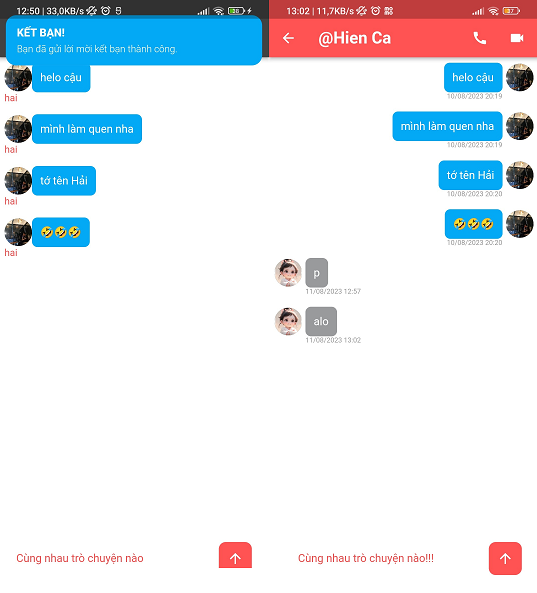 12:50 | 33,0KB/s
KẾT BẠN!
Bạn đã gửi lời mời kết bạn thành công.
helo cậu
hai
mình làm quen nha
hai
tớ tên Hải
hai
🤣🤣🤣
hai
Cùng nhau trò chuyện nào
13:02 | 11,7KB/s
@Hien Ca
helo cậu
10/08/2023 20:19
mình làm quen nha
10/08/2023 20:19
tớ tên Hải
10/08/2023 20:20
🤣🤣🤣
10/08/2023 20:20
p
11/08/2023 12:57
alo
11/08/2023 13:02
Cùng nhau trò chuyện nào!!!